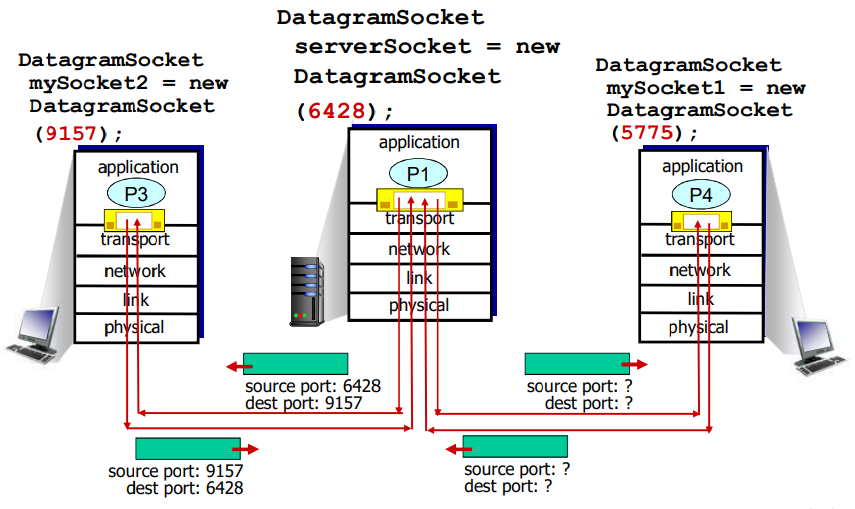 DatagramSocket
serverSocket = new
DatagramSocket
(6428);
DatagramSocket
mySocket2 = new
DatagramSocket
(9157);
DatagramSocket
mySocket1 = new
DatagramSocket
(5775);
application
P3
transport
network
link
physical
application
P1
transport
network
link
physical
application
P4
transport
network
link
physical
source port: 6428
dest port: 9157
source port: ?
dest port: ?
source port: 9157
dest port: 6428
source port: ?
dest port: ?